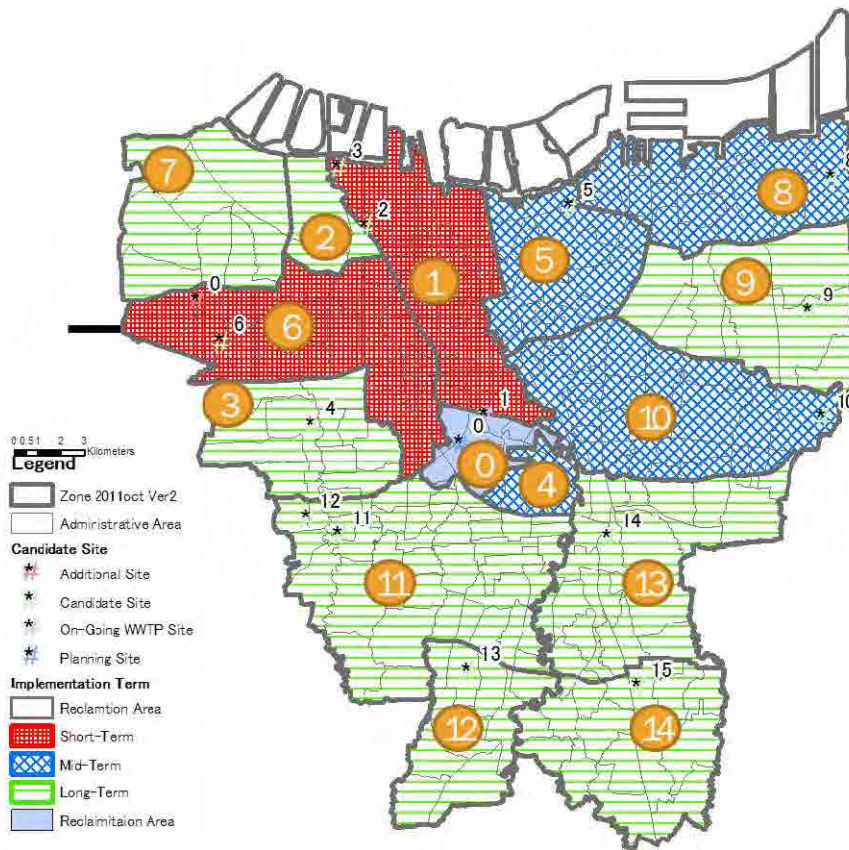 3
7
8
5
2
8
2
5
1
9
0
9
6
6
3
4
1
10
10
0
0
4
0 0.5 1 2 3
Kilometers
Legend
Zone 2011oct Ver2
Administrative Area
Candidate Site
Additional Site
Candidate Site
On-Going WWTP Site
Planning Site
Implementation Term
Reclamtion Area
Short-Term
Mid-Term
Long-Term
Reclaimitaion Area
12
11
14
11
13
13
15
12
14